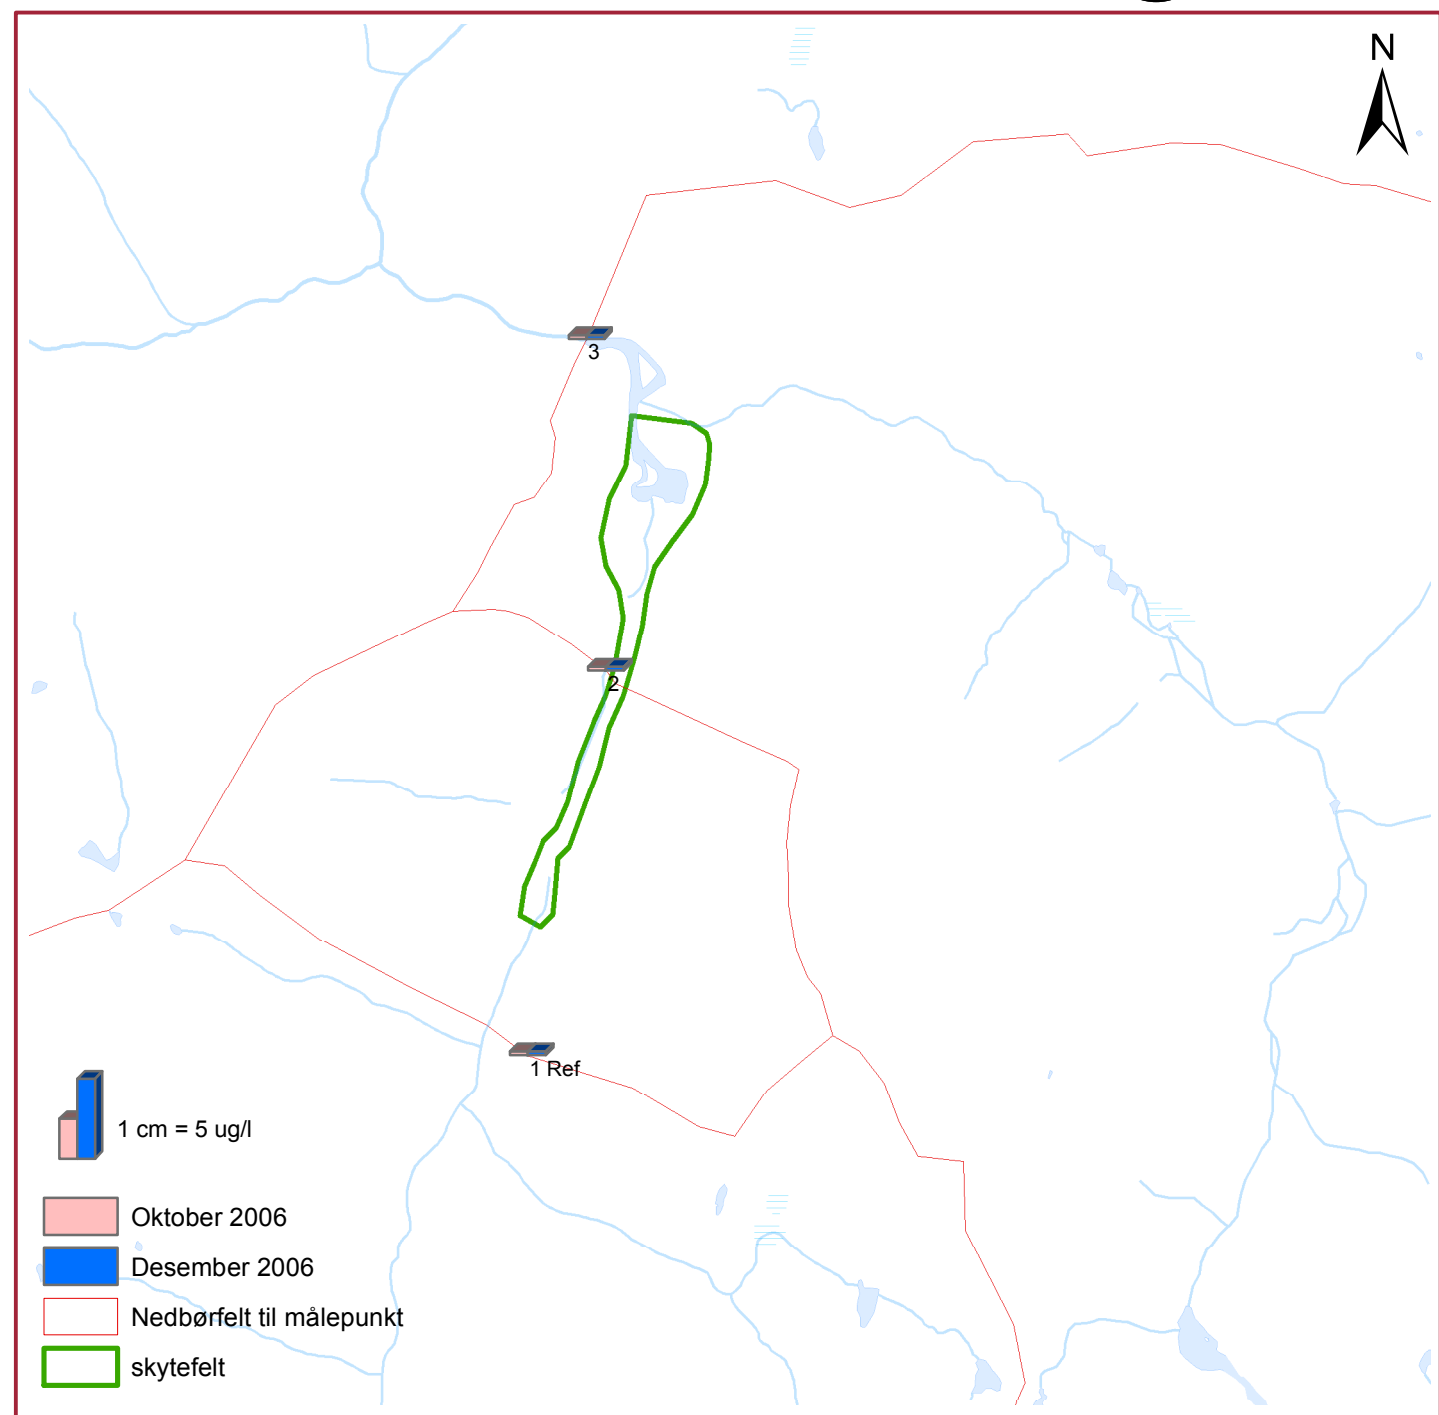 N
3
2
1 Ref
1 cm = 5 ug/l
Oktober 2006
Desember 2006
Nedbørfelt til målepunkt
skytefelt